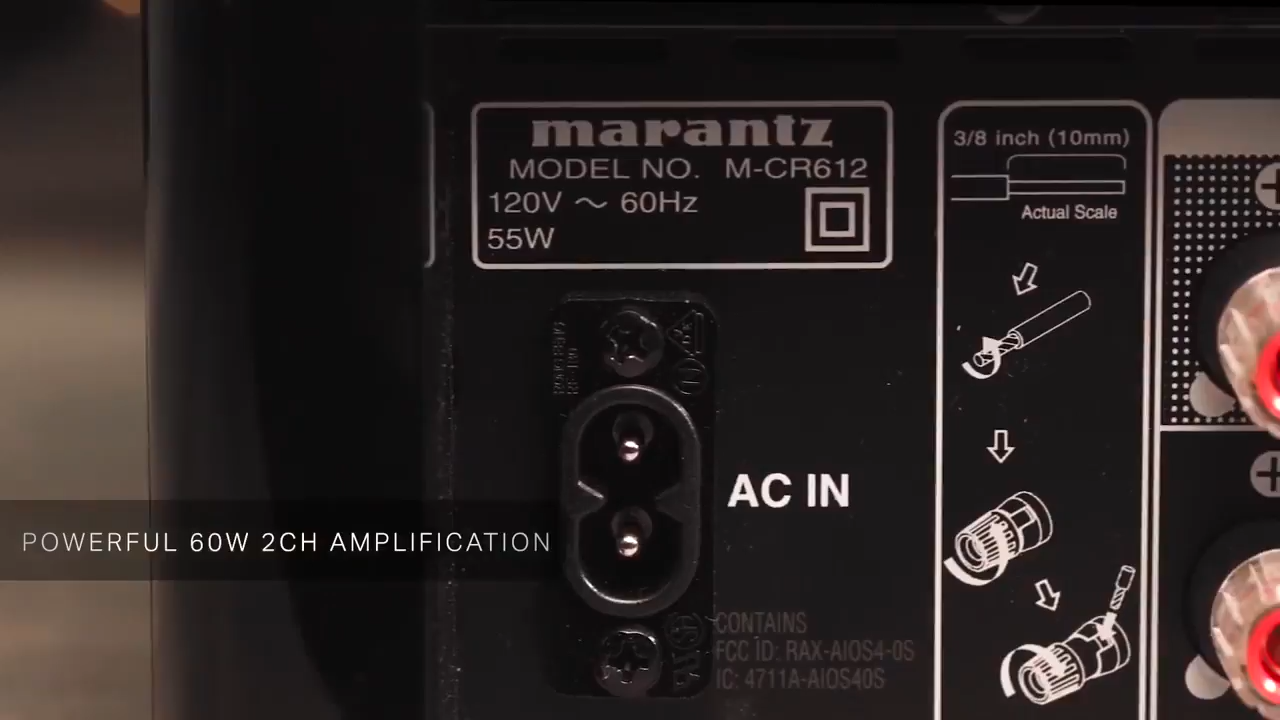 marantz
MODEL NO. M-CR612
120V ～ 60Hz
55W
3/8 inch (10mm)
Actual Scale
AC IN
POWERFUL 60W 2CH AMPLIFICATION
CONTAINS
FCC ID: RAX-AIOS4-0S
IC: 4711A-AIOS40S